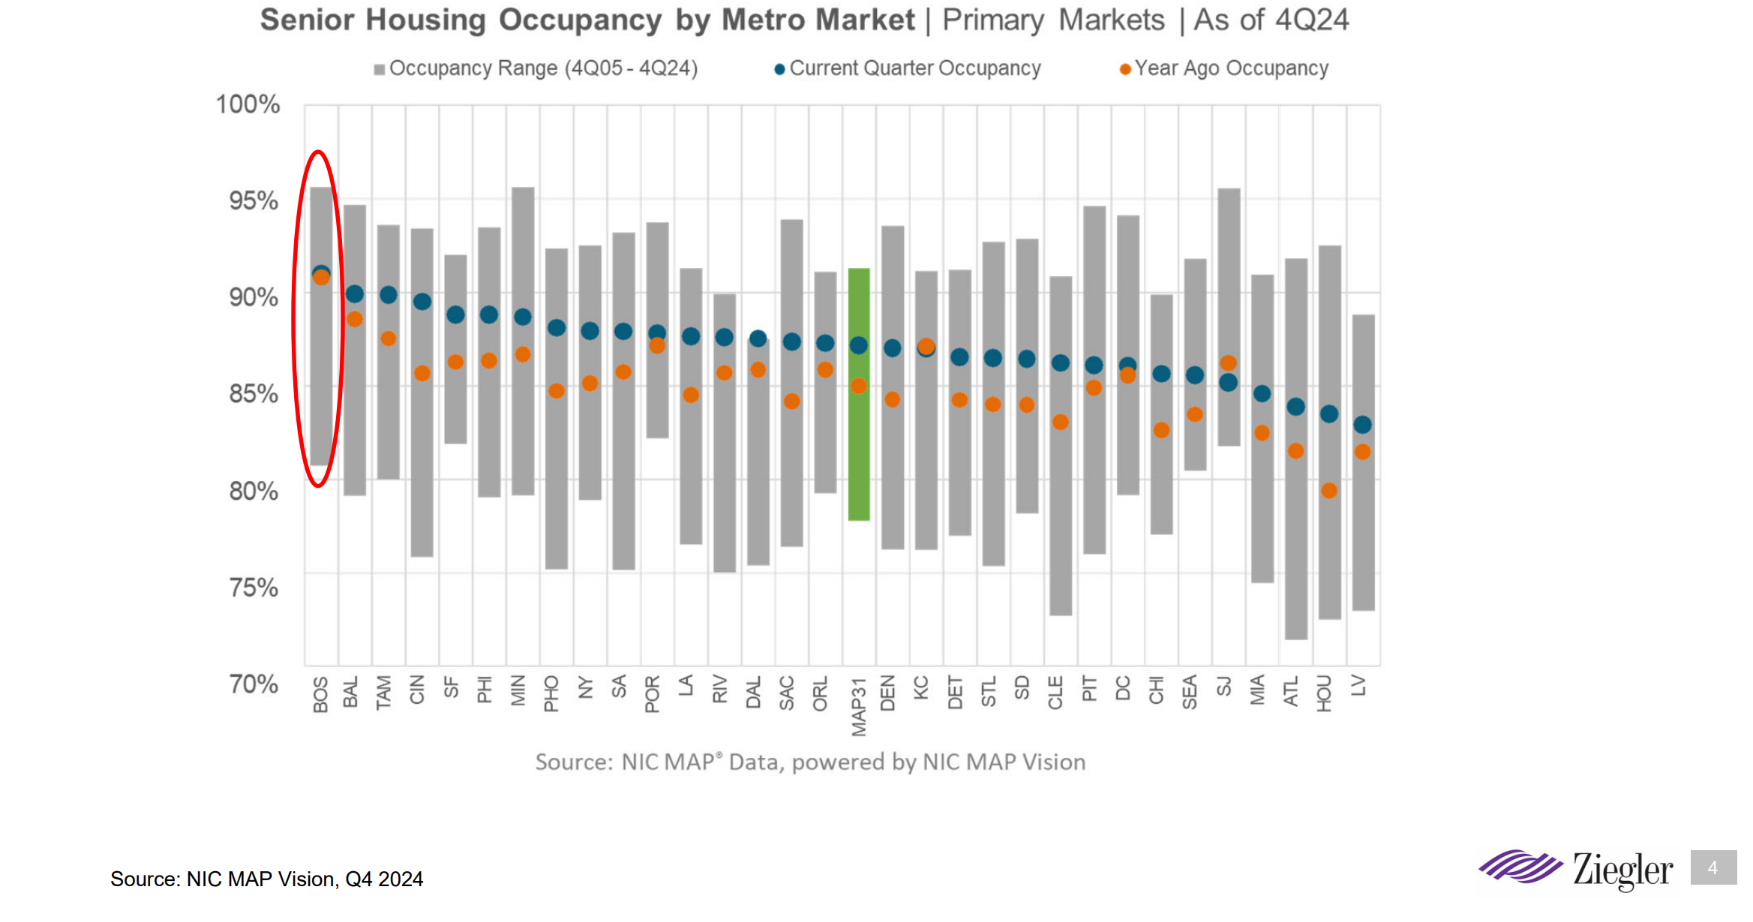 Senior Housing Occupancy by Metro Market | Primary Markets | As of 4Q24
Occupancy Range (4Q05 - 4Q24) Current Quarter Occupancy Year Ago Occupancy
100%
95%
90%
85%
80%
75%
70%
BOS BAL TAM CIN SF PHI MIN PHO NY SA POR LA RIV DAL SAC ORL MAP31 DEN KC DET STL SD CLE PIT DC CHI SEA SJ MIA ATL HOU LV
Source: NIC MAP® Data, powered by NIC MAP Vision
Source: NIC MAP Vision, Q4 2024
Ziegler
4